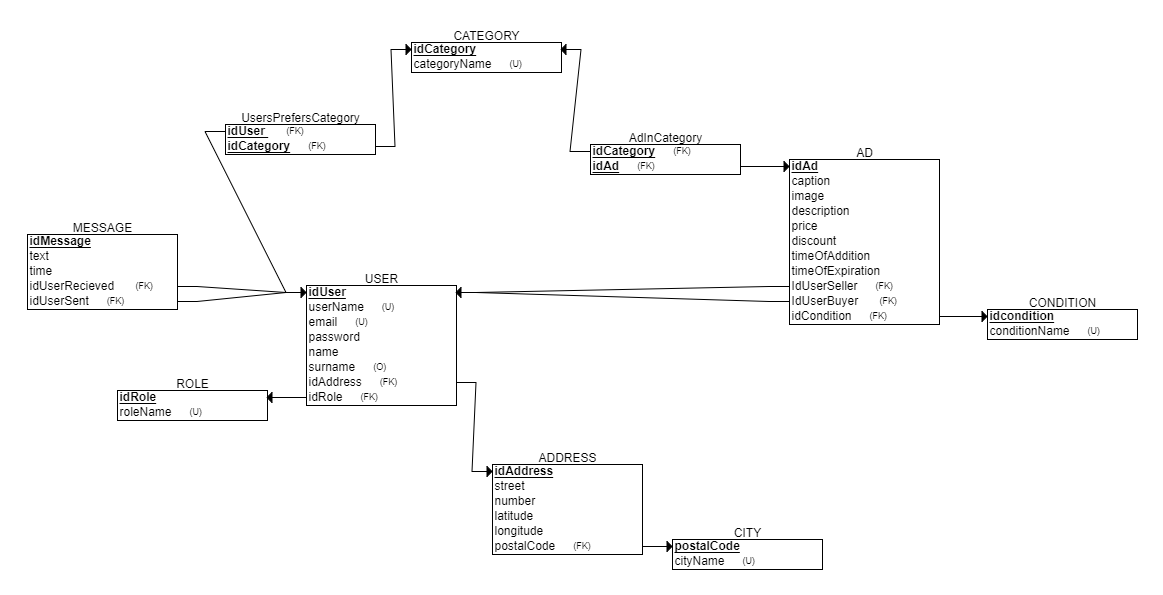 CATEGORY
idCategory
categoryName (U)
UsersPrefersCategory
idUser (FK)
idCategory (FK)
AdInCategory
idCategory (FK)
idAd (FK)
AD
idAd
caption
image
description
price
discount
timeOfAddition
timeOfExpiration
IdUserSeller (FK)
IdUserBuyer (FK)
idCondition (FK)
MESSAGE
idMessage
text
time
idUserRecieved (FK)
idUserSent (FK)
USER
idUser
userName (U)
email (U)
password
name
surname (O)
idAddress (FK)
idRole (FK)
CONDITION
idcondition
conditionName (U)
ROLE
idRole
roleName (U)
ADDRESS
idAddress
street
number
latitude
longitude
postalCode (FK)
CITY
postalCode
cityName (U)